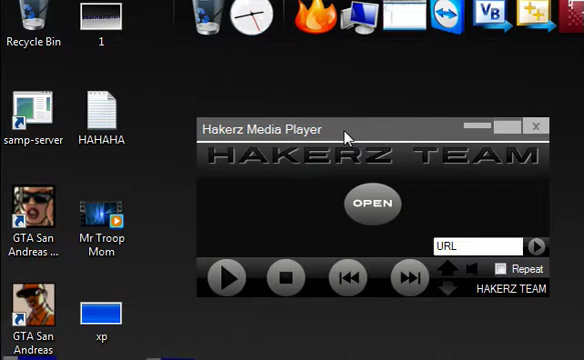 Recycle Bin
1
VB
samp-server
HAHAHA
Hakerz Media Player
HAKERZ TEAM
OPEN
GTA San
Andreas ...
Mr Troop
Mom
URL
Repeat
HAKERZ TEAM
GTA San
Andreas
xp